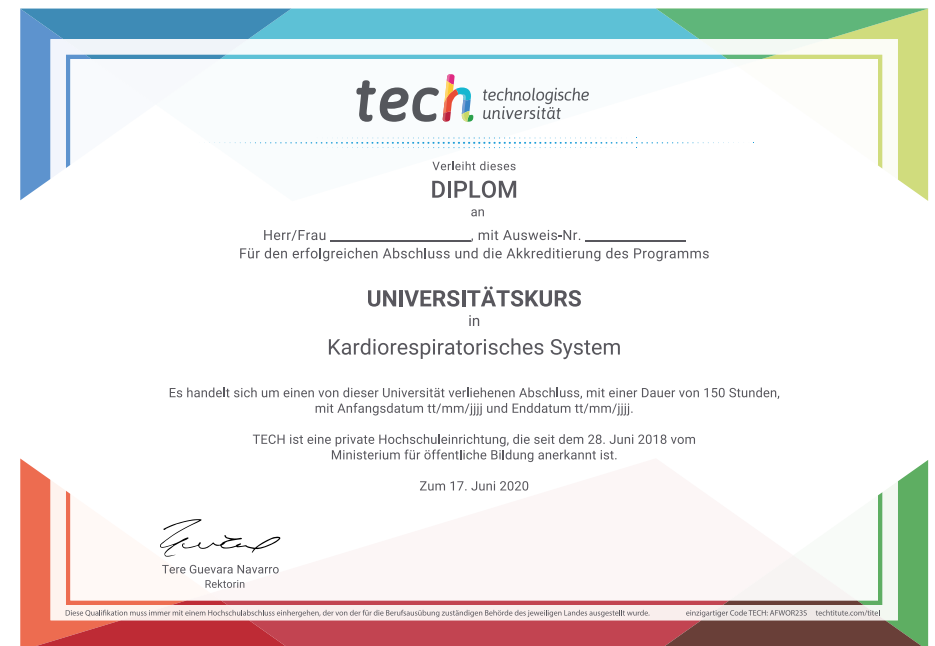 tech technologische
universität
Verleiht dieses
DIPLOM
an
Herr/Frau ____________________, mit Ausweis-Nr. ______________
Für den erfolgreichen Abschluss und die Akkreditierung des Programms
UNIVERSITÄTSKURS
in
Kardiorespiratorisches System
Es handelt sich um einen von dieser Universität verliehenen Abschluss, mit einer Dauer von 150 Stunden,
mit Anfangsdatum tt/mm/jjjj und Enddatum tt/mm/jjjj.
TECH ist eine private Hochschuleinrichtung, die seit dem 28. Juni 2018 vom
Ministerium für öffentliche Bildung anerkannt ist.
Zum 17. Juni 2020
Tere Guevara Navarro
Rektorin
Diese Qualifikation muss immer mit einem Hochschulabschluss einhergehen, der von der für die Berufsausübung zuständigen Behörde des jeweiligen Landes ausgestellt wurde. einzigartiger Code TECH: AFWOR23S techtitute.com/titel